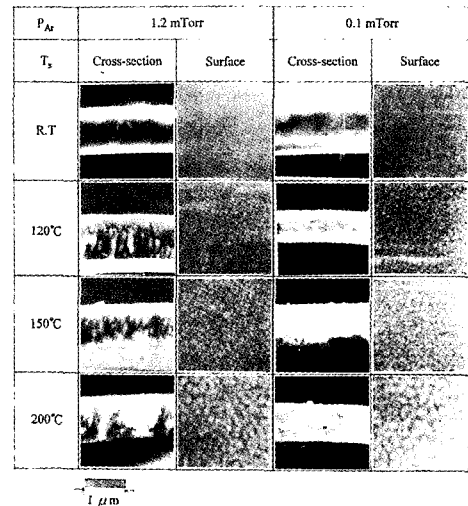 P_Ar 1.2 mTorr 0.1 mTorr
T_s Cross-section Surface Cross-section Surface
R.T
120℃
150℃
200℃
1 μm